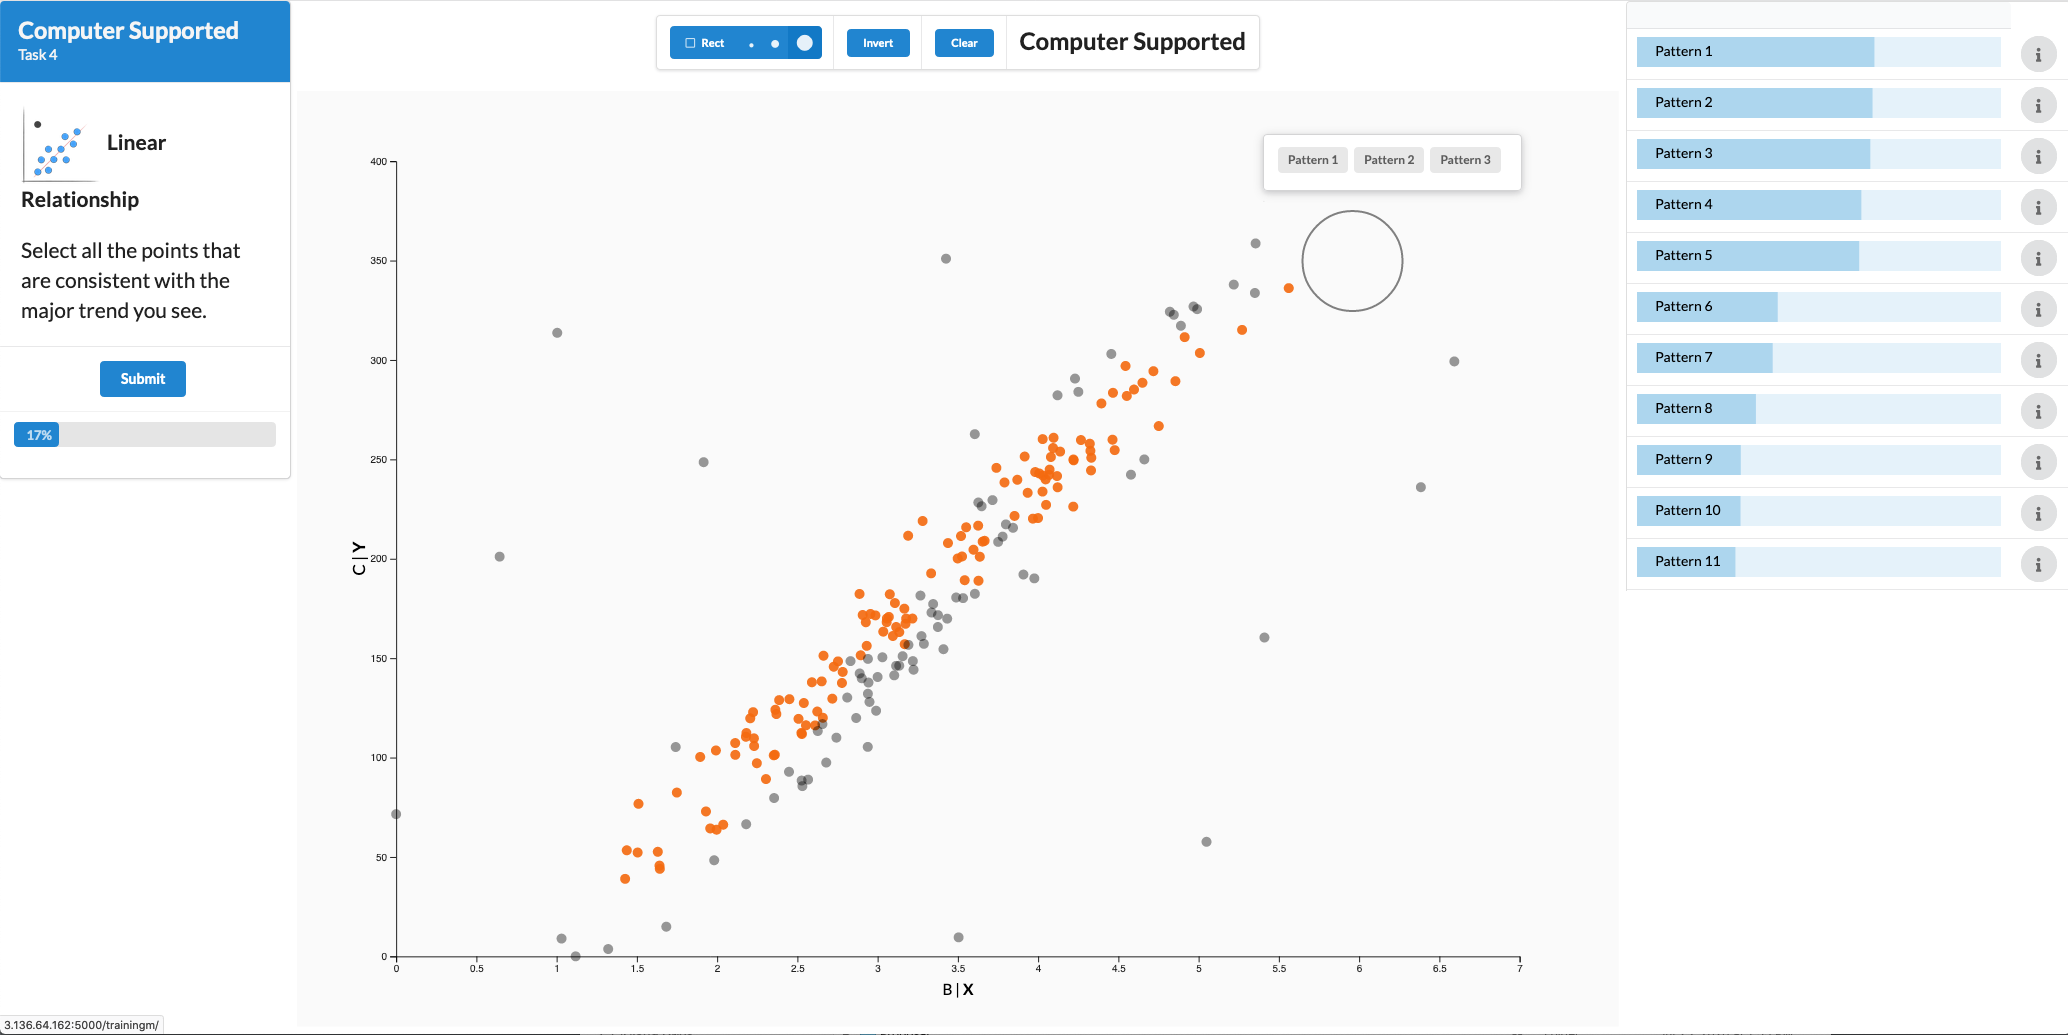 Computer Supported
Task 4
Linear
Relationship
Select all the points that
are consistent with the
major trend you see.
Submit
17%
Rect
Invert
Clear
Computer Supported
Pattern 1 Pattern 2 Pattern 3
400
350
300
250
200
150
100
50
0
C|Y
0 0.5 1 1.5 2 2.5 3 3.5 4 4.5 5 5.5 6 6.5 7
B|X
Pattern 1
Pattern 2
Pattern 3
Pattern 4
Pattern 5
Pattern 6
Pattern 7
Pattern 8
Pattern 9
Pattern 10
Pattern 11
3.136.64.162:5000/trainingm/